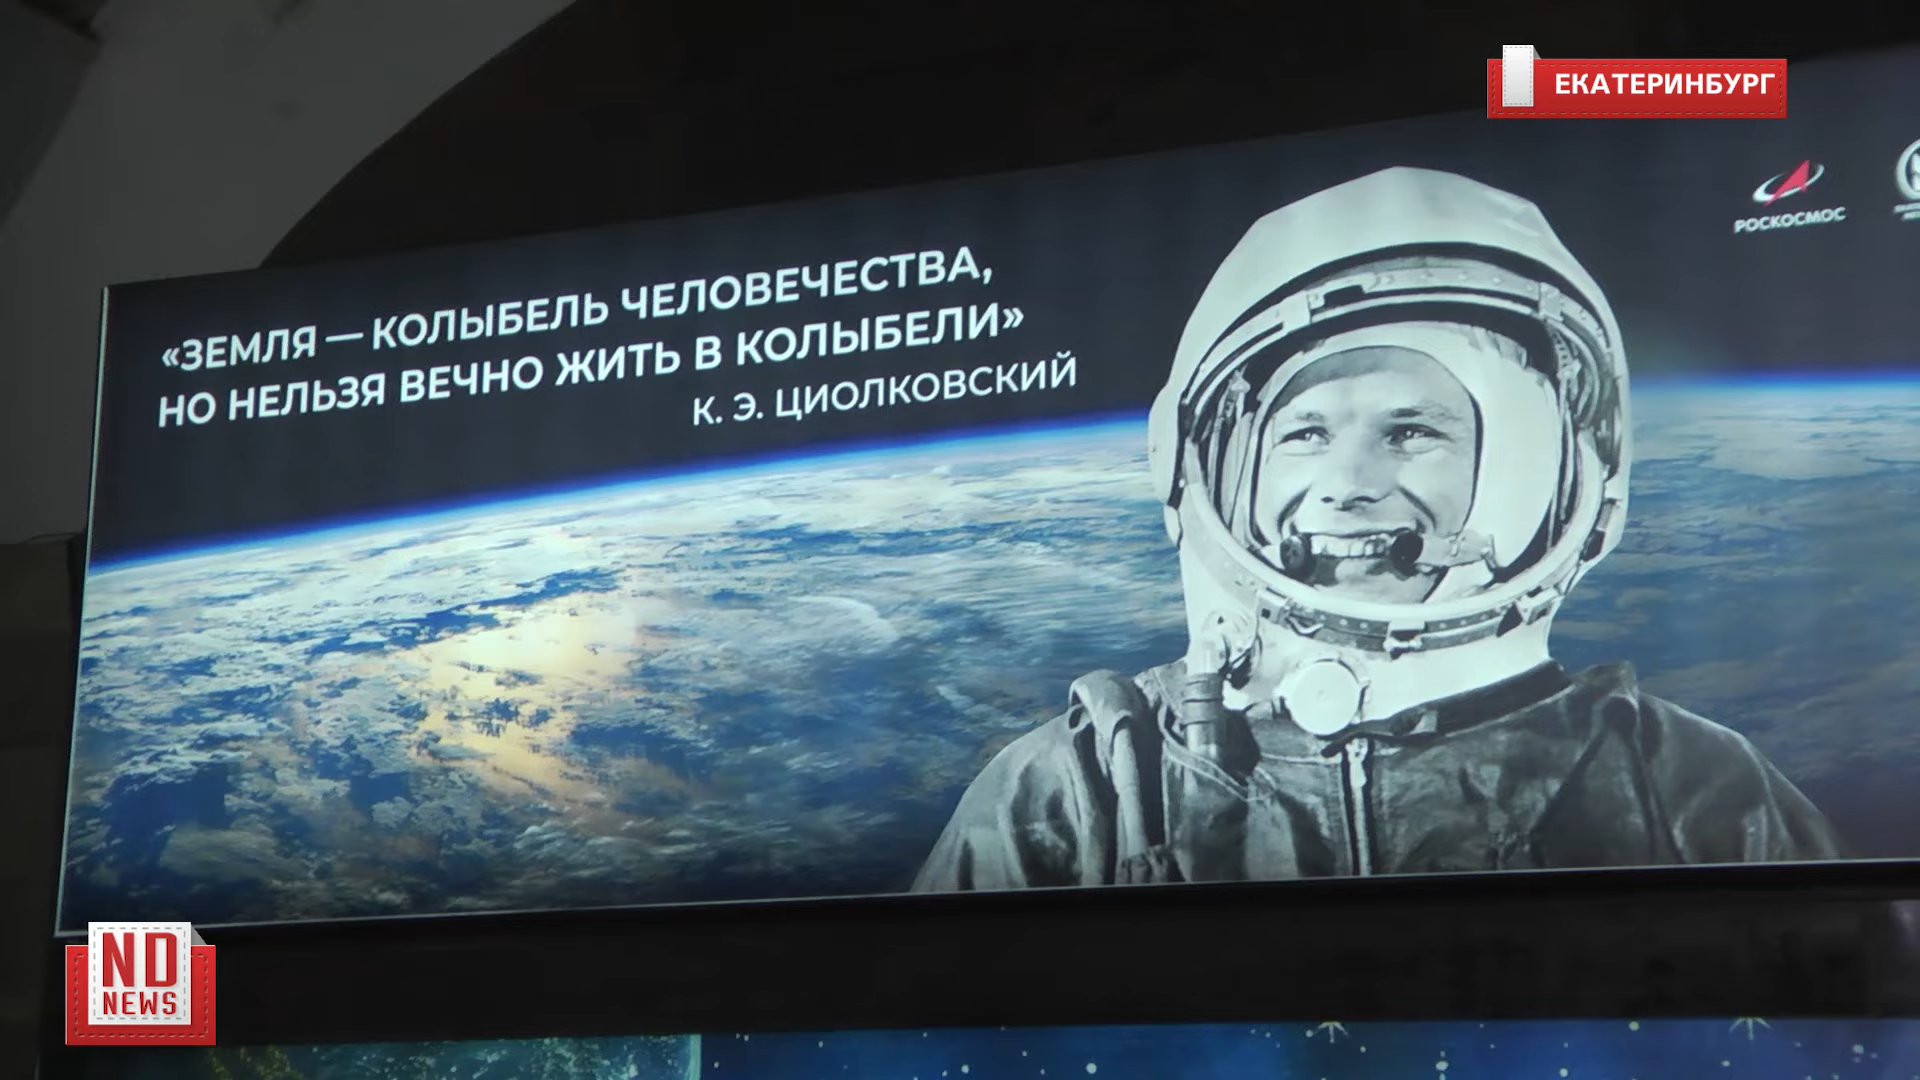 ЕКАТЕРИНБУРГ
РОСКОСМОС
«ЗЕМЛЯ — КОЛЫБЕЛЬ ЧЕЛОВЕЧЕСТВА,
НО НЕЛЬЗЯ ВЕЧНО ЖИТЬ В КОЛЫБЕЛИ»
К. Э. ЦИОЛКОВСКИЙ
ND
NEWS